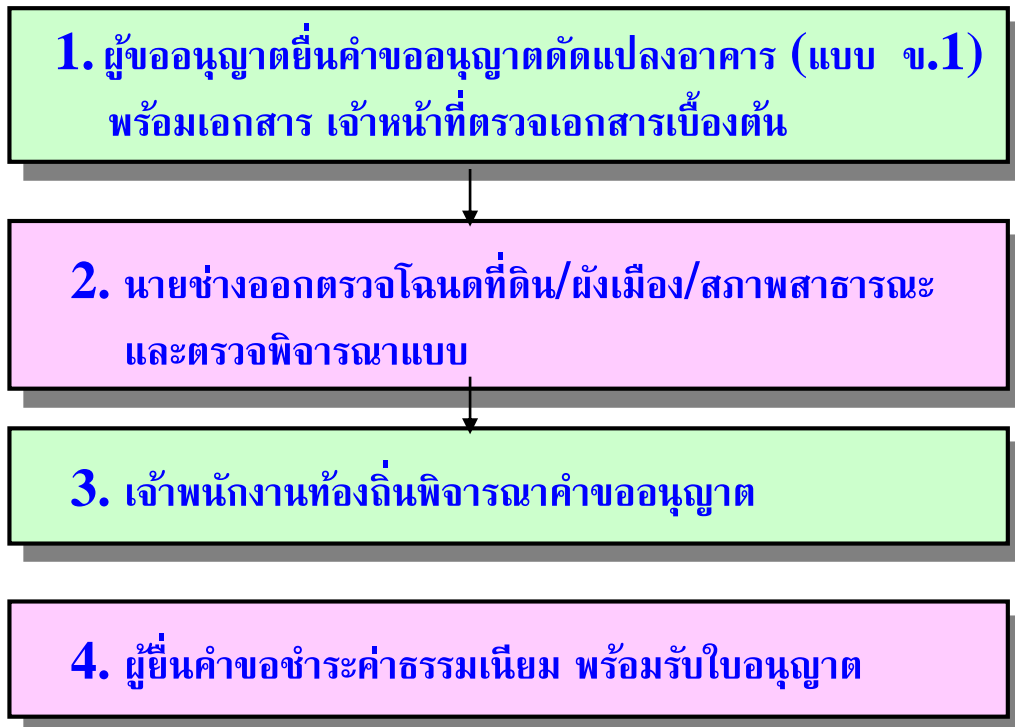 1. ผู้ขออนุญาตยื่นคำขออนุญาตดัดแปลงอาคาร (แบบ ข.1)
พร้อมเอกสาร เจ้าหน้าที่ตรวจเอกสารเบื้องต้น
2. นายช่างออกตรวจโฉนดที่ดิน/ผังเมือง/สภาพสาธารณะ
และตรวจพิจารณาแบบ
3. เจ้าพนักงานท้องถิ่นพิจารณาคำขออนุญาต
4. ผู้ยื่นคำขอชำระค่าธรรมเนียม พร้อมรับใบอนุญาต